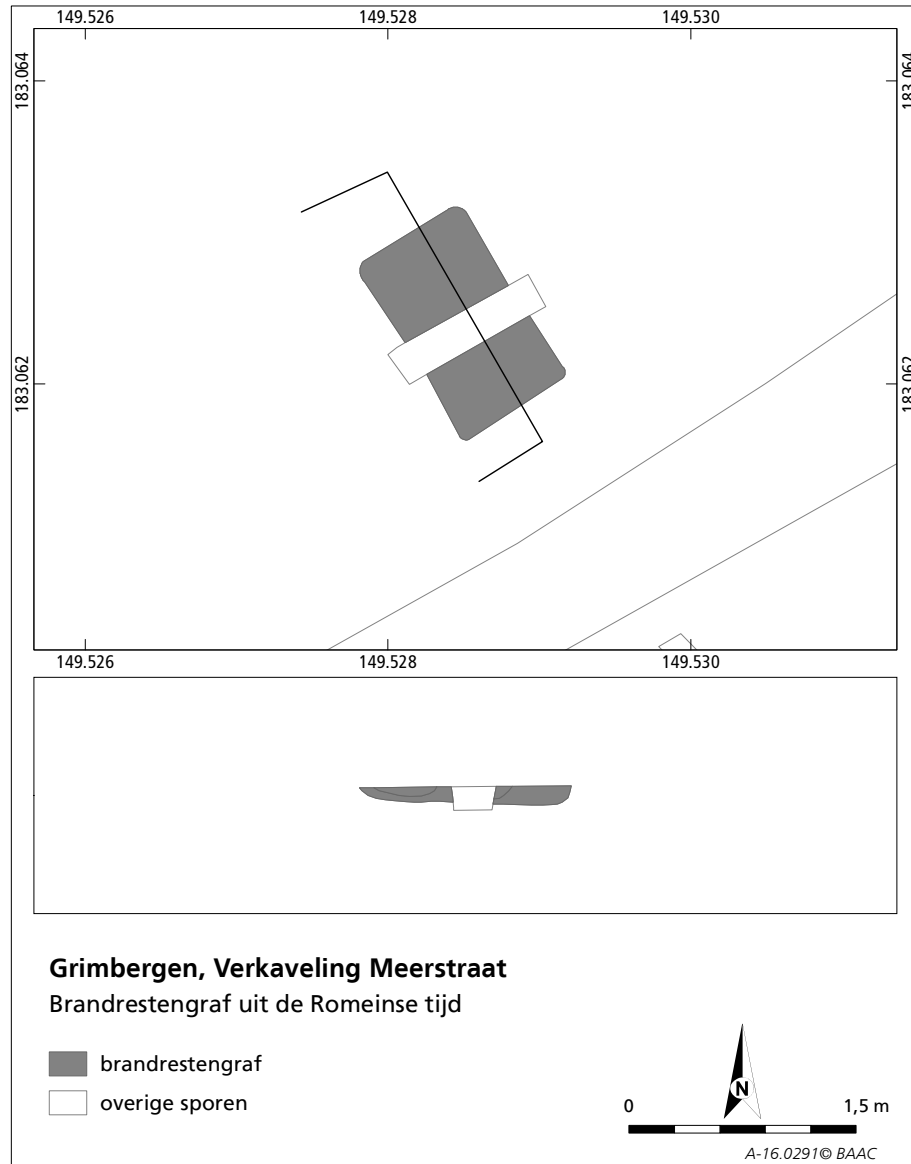 149.526 149.528 149.530
183.064 183.064
183.062 183.062
149.526 149.528 149.530
Grimbergen, Verkaveling Meerstraat
Brandrestengraf uit de Romeinse tijd
brandrestengraf
overige sporen
N
0 1,5 m
A-16.0291© BAAC